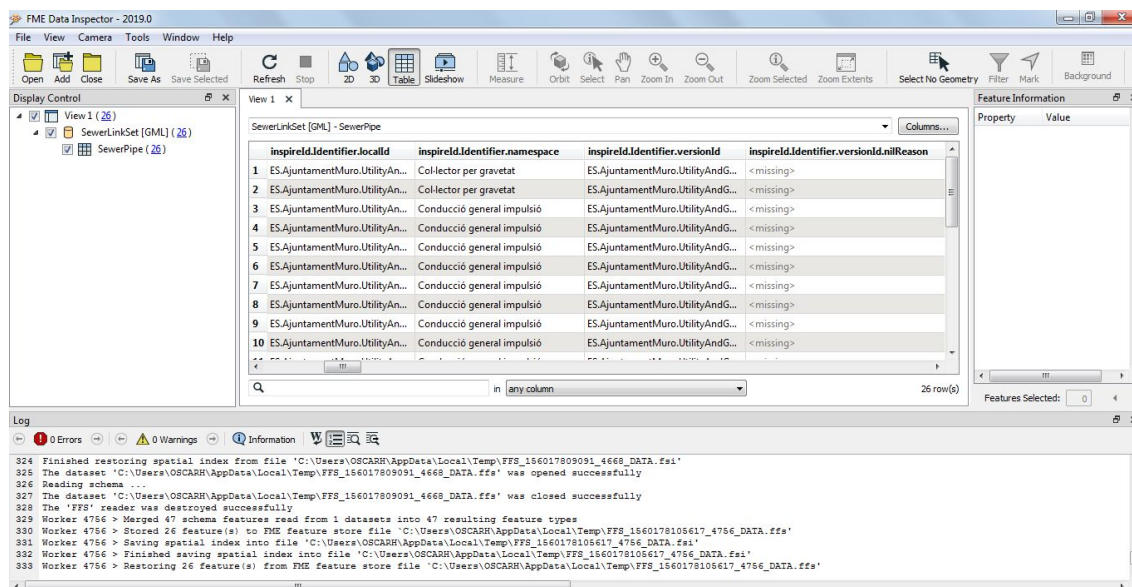 FME Data Inspector - 2019.0
File View Camera Tools Window Help
Open Add Close Save As Save Selected Refresh Stop 2D 3D Table Slideshow Measure Orbit Select Pan Zoom In Zoom Out Zoom Selected Zoom Extents Select No Geometry Filter Mark Background
Display Control
View 1 (26)
SewerLinkSet [GML] (26)
SewerPipe (26)
View 1
SewerLinkSet [GML] - SewerPipe Columns...
inspireId.Identifier.localId inspireId.Identifier.namespace inspireId.Identifier.versionId inspireId.Identifier.versionId.nilReason
1 ES.AjuntamentMuro.UtilityAn... Col·lector per gravetat ES.AjuntamentMuro.UtilityAndG... <missing>
2 ES.AjuntamentMuro.UtilityAn... Col·lector per gravetat ES.AjuntamentMuro.UtilityAndG... <missing>
3 ES.AjuntamentMuro.UtilityAn... Conducció general impulsió ES.AjuntamentMuro.UtilityAndG... <missing>
4 ES.AjuntamentMuro.UtilityAn... Conducció general impulsió ES.AjuntamentMuro.UtilityAndG... <missing>
5 ES.AjuntamentMuro.UtilityAn... Conducció general impulsió ES.AjuntamentMuro.UtilityAndG... <missing>
6 ES.AjuntamentMuro.UtilityAn... Conducció general impulsió ES.AjuntamentMuro.UtilityAndG... <missing>
7 ES.AjuntamentMuro.UtilityAn... Conducció general impulsió ES.AjuntamentMuro.UtilityAndG... <missing>
8 ES.AjuntamentMuro.UtilityAn... Conducció general impulsió ES.AjuntamentMuro.UtilityAndG... <missing>
9 ES.AjuntamentMuro.UtilityAn... Conducció general impulsió ES.AjuntamentMuro.UtilityAndG... <missing>
10 ES.AjuntamentMuro.UtilityAn... Conducció general impulsió ES.AjuntamentMuro.UtilityAndG... <missing>
in any column 26 row(s)
Feature Information
Property Value
Features Selected: 0
Log
0 Errors 0 Warnings Information
324 Finished restoring spatial index from file 'C:\Users\OSCARH\AppData\Local\Temp\FFS_156017809091_4668_DATA.fsi'
325 The dataset 'C:\Users\OSCARH\AppData\Local\Temp\FFS_156017809091_4668_DATA.ffs' was opened successfully
326 Reading schema ...
327 The dataset 'C:\Users\OSCARH\AppData\Local\Temp\FFS_156017809091_4668_DATA.ffs' was closed successfully
328 The 'FFS' reader was destroyed successfully
329 Worker 4756 > Merged 47 schema features read from 1 datasets into 47 resulting feature types
330 Worker 4756 > Stored 26 feature(s) to FME feature store file `C:\Users\OSCARH\AppData\Local\Temp\FFS_1560178105617_4756_DATA.ffs'
331 Worker 4756 > Saving spatial index into file 'C:\Users\OSCARH\AppData\Local\Temp\FFS_1560178105617_4756_DATA.fsi'
332 Worker 4756 > Finished saving spatial index into file 'C:\Users\OSCARH\AppData\Local\Temp\FFS_1560178105617_4756_DATA.fsi'
333 Worker 4756 > Restoring 26 feature(s) from FME feature store file `C:\Users\OSCARH\AppData\Local\Temp\FFS_1560178105617_4756_DATA.ffs'